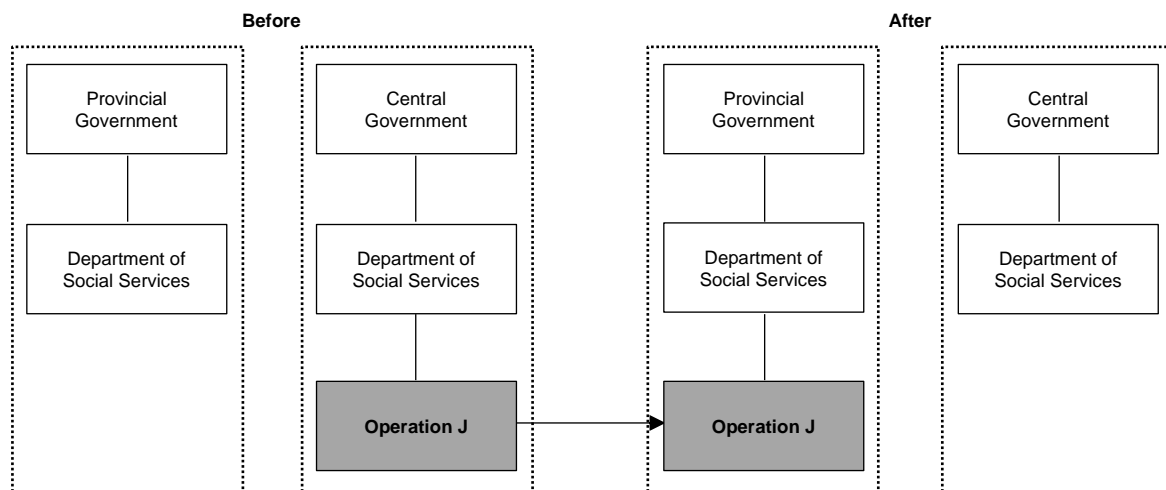 Before
After
Provincial
Government
Central
Government
Provincial
Government
Central
Government
Department of
Social Services
Department of
Social Services
Department of
Social Services
Department of
Social Services
Operation J
Operation J